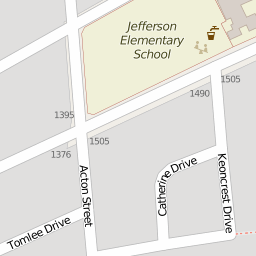 Jefferson
Elementary
School
1505
1490
1395
1505
1376
Acton Street
Catherine Drive
Keoncrest Drive
Tomlee Drive